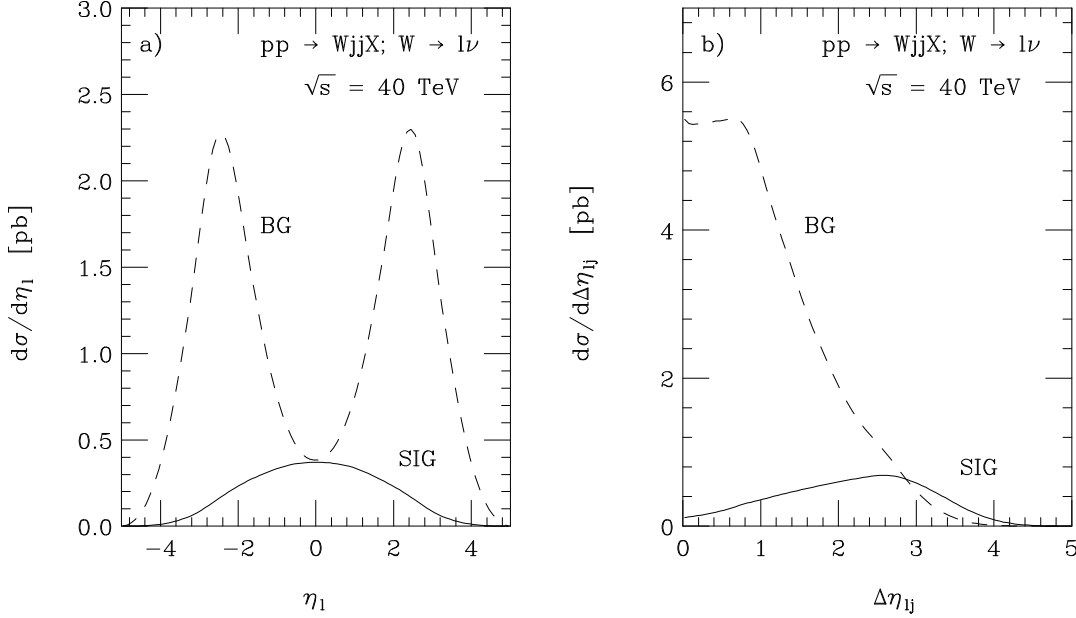 a)
pp → WjjX; W → lν
√s = 40 TeV
BG
SIG
3.0
2.5
2.0
1.5
1.0
0.5
0.0
−4 −2 0 2 4
dσ/dη_l [pb]
η_l
b)
pp → WjjX; W → lν
√s = 40 TeV
BG
SIG
6
4
2
0
0 1 2 3 4 5
dσ/dΔη_lj [pb]
Δη_lj